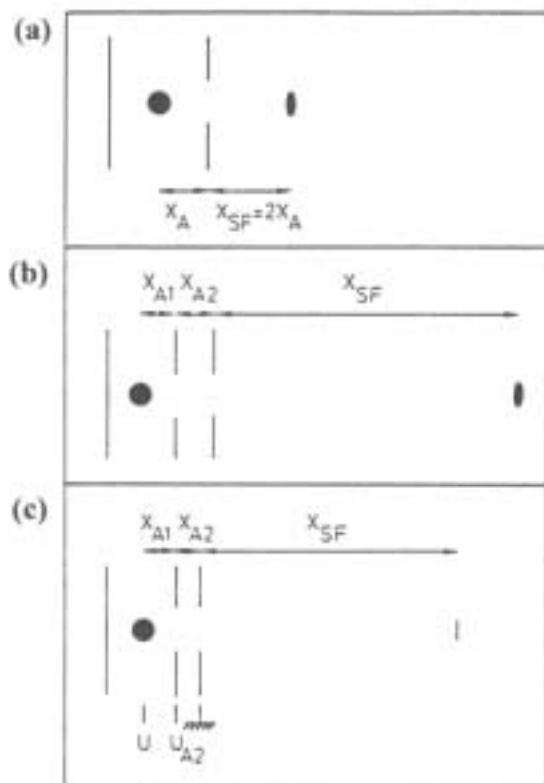 (a)
X_A X_SF=2X_A
(b)
X_A1 X_A2 X_SF
(c)
X_A1 X_A2 X_SF
U U_A2